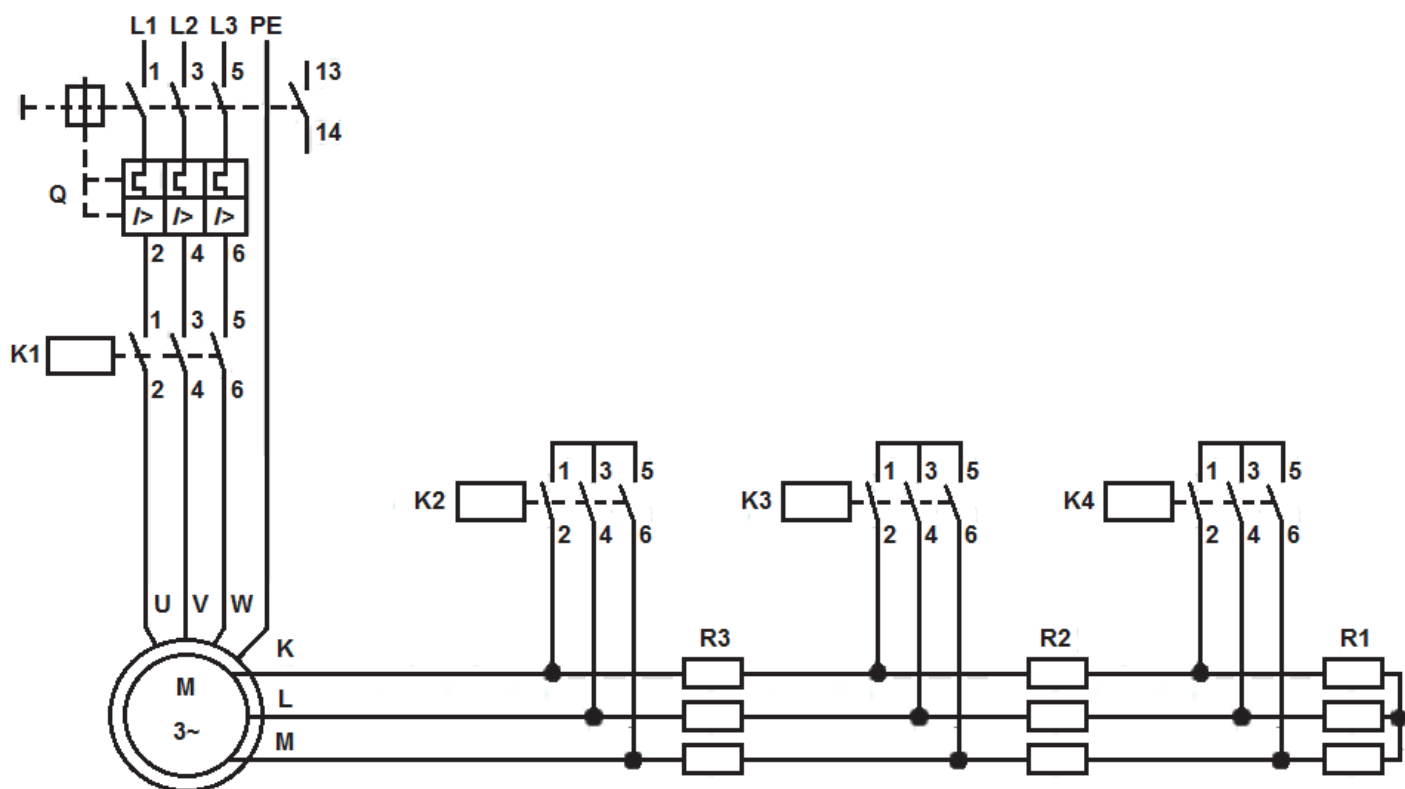 L1 L2 L3 PE
1 3 5 13
14
Q
I> I> I>
2 4 6
1 3 5
K1
2 4 6
1 3 5 1 3 5 1 3 5
K2 K3 K4
2 4 6 2 4 6 2 4 6
U V W
K R3 R2 R1
M L
3~
M